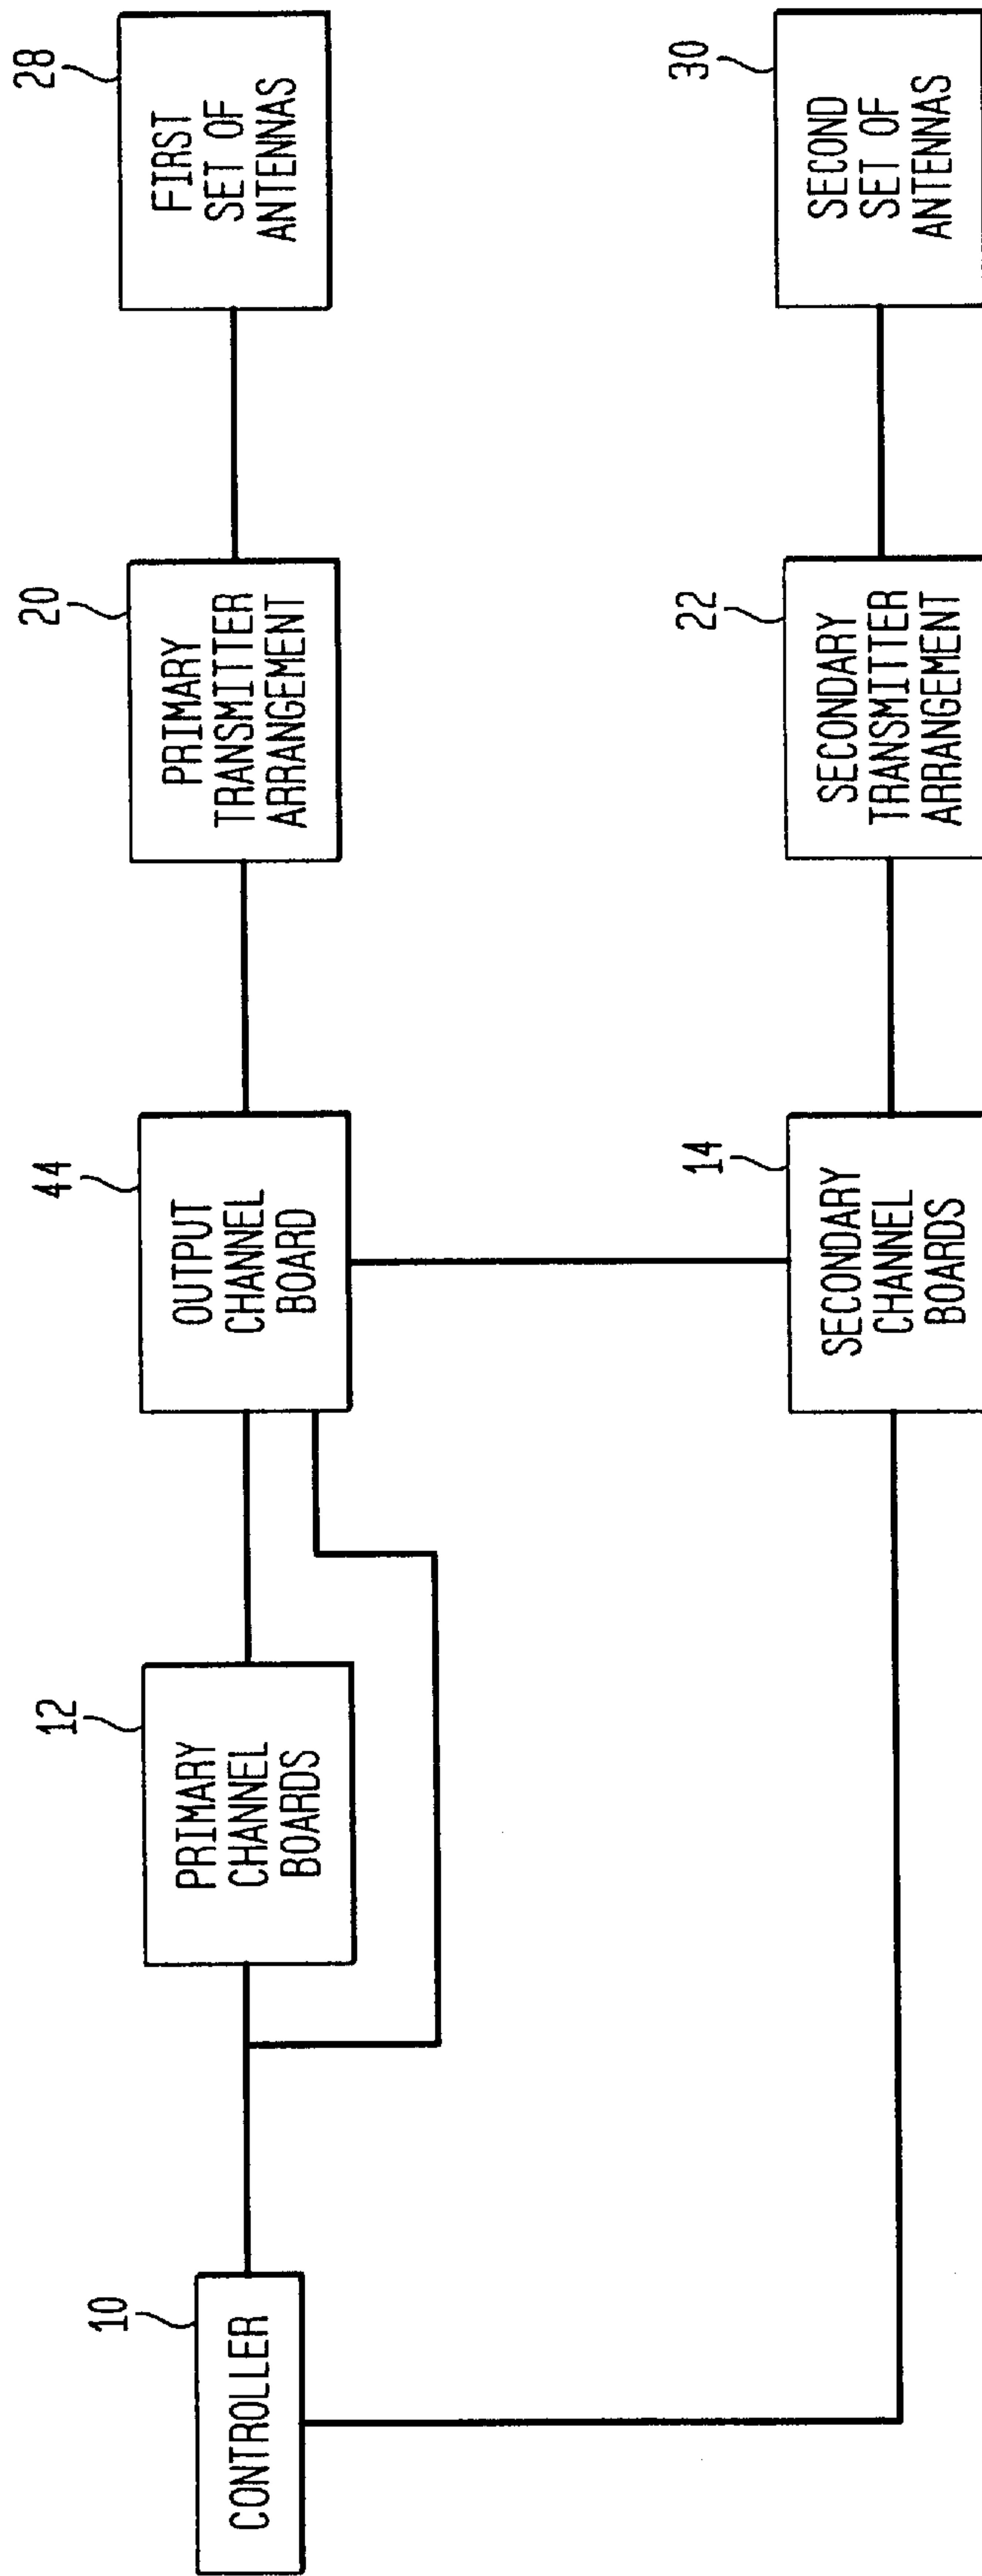 10
CONTROLLER
12
PRIMARY
CHANNEL
BOARDS
44
OUTPUT
CHANNEL
BOARD
20
PRIMARY
TRANSMITTER
ARRANGEMENT
28
FIRST
SET OF
ANTENNAS
14
SECONDARY
CHANNEL
BOARDS
22
SECONDARY
TRANSMITTER
ARRANGEMENT
30
SECOND
SET OF
ANTENNAS